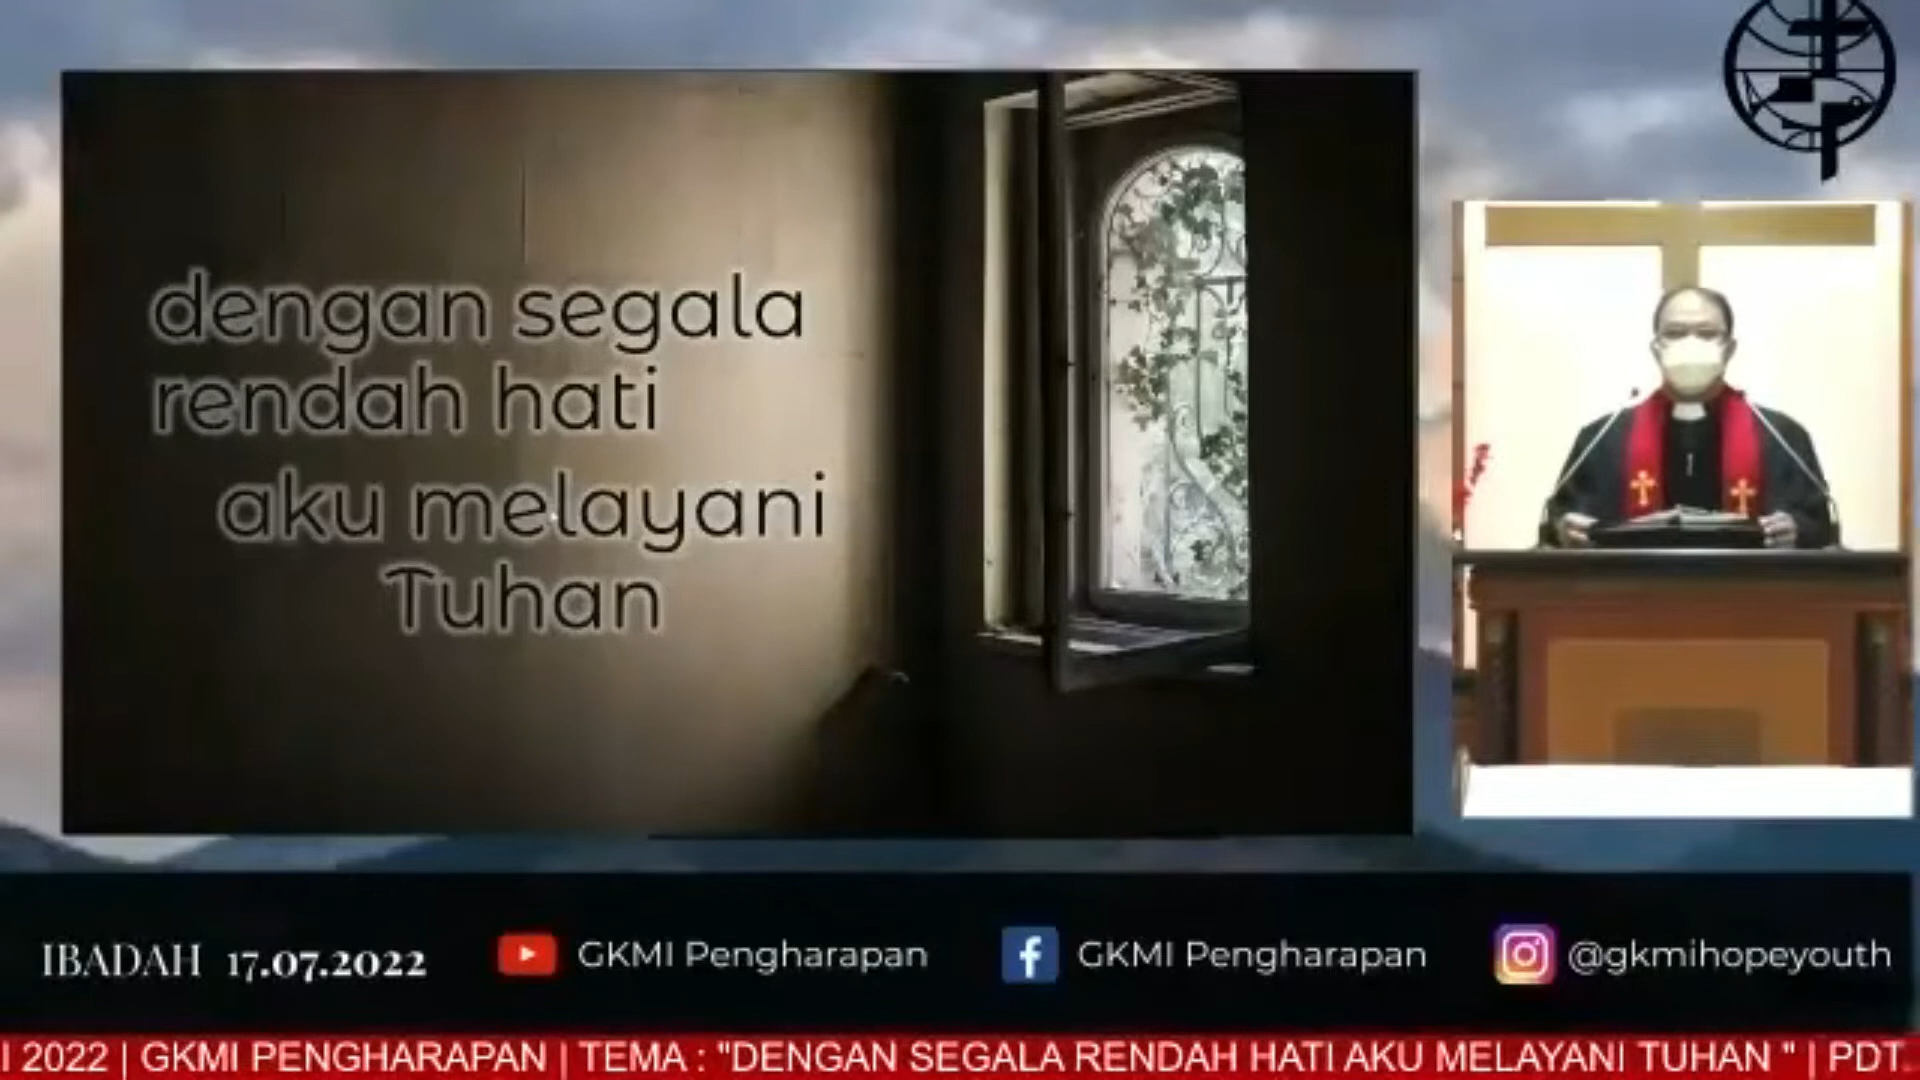 dengan segala
rendah hati
aku melayani
Tuhan
IBADAH 17.07.2022
GKMI Pengharapan
GKMI Pengharapan
@gkmihopeyouth
I 2022 | GKMI PENGHARAPAN | TEMA : "DENGAN SEGALA RENDAH HATI AKU MELAYANI TUHAN " | PDT.